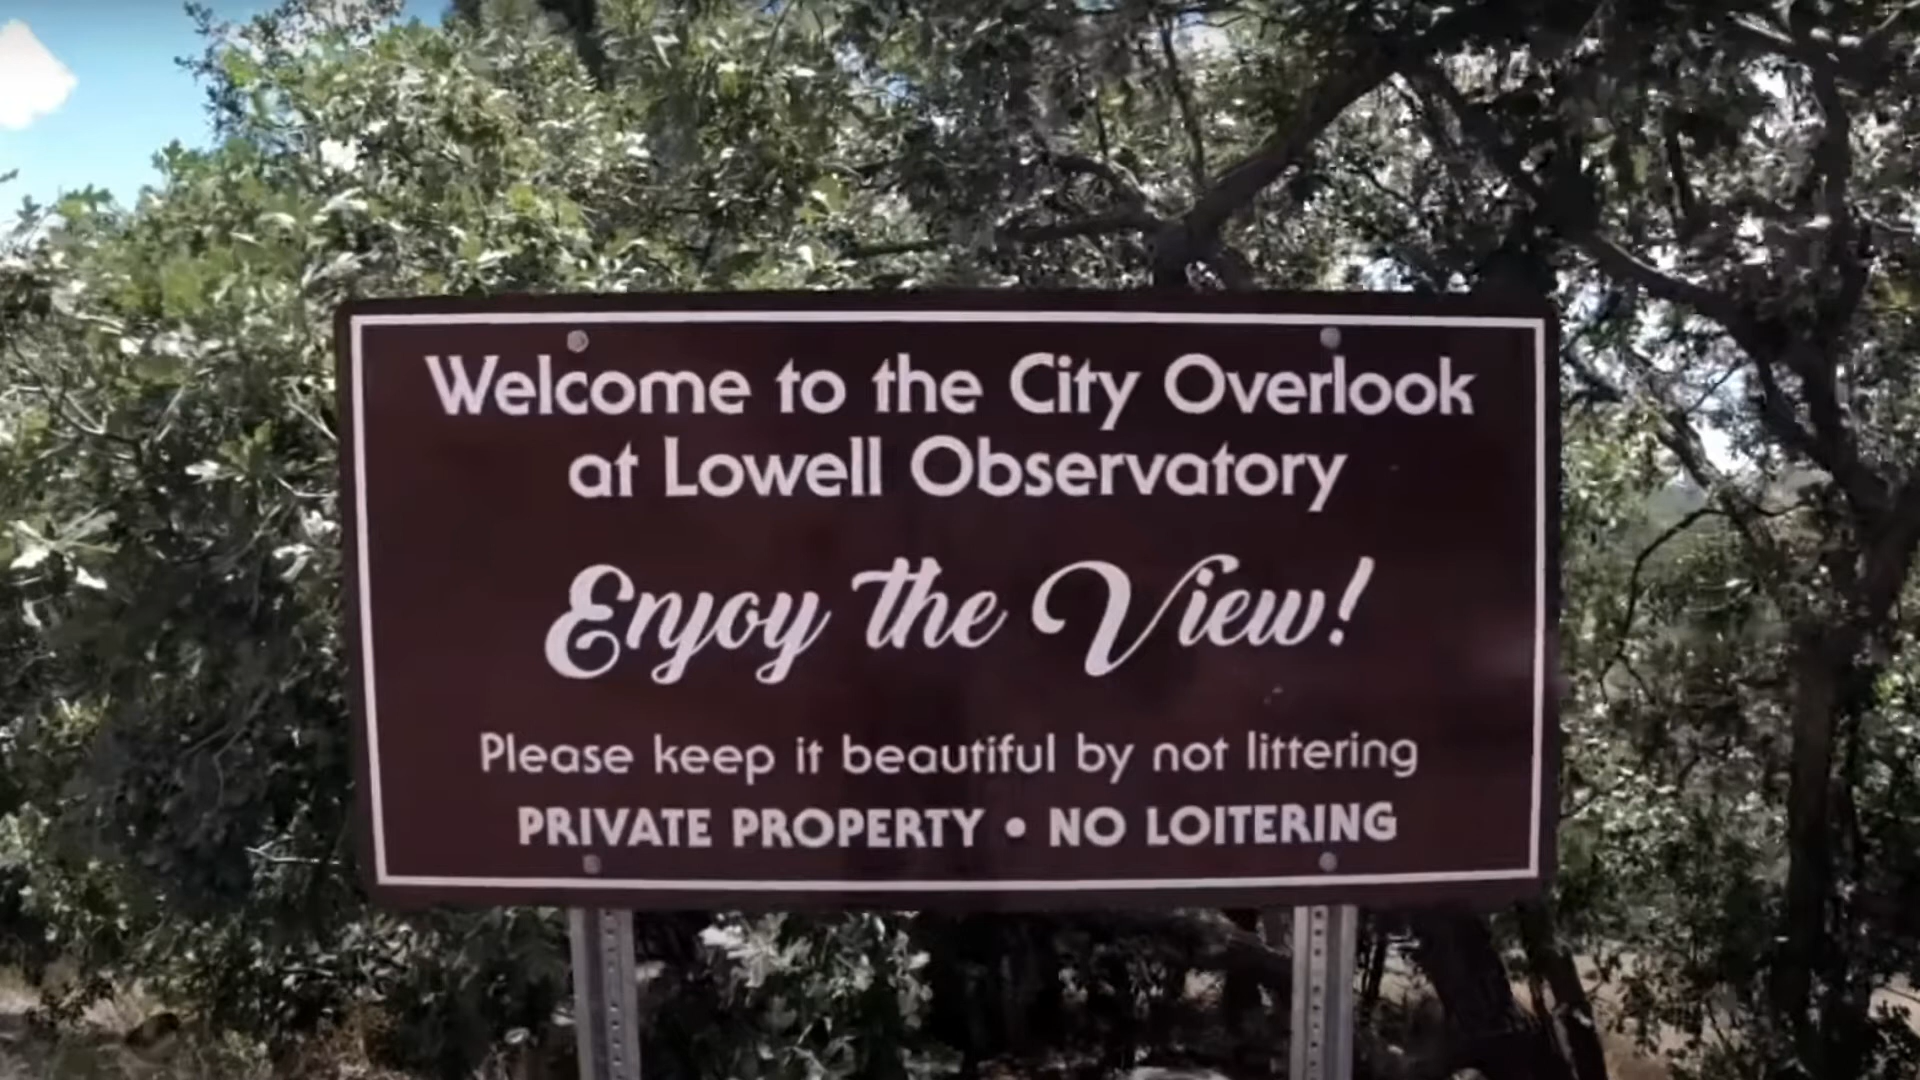 Welcome to the City Overlook
at Lowell Observatory
Enjoy the View!
Please keep it beautiful by not littering
PRIVATE PROPERTY • NO LOITERING